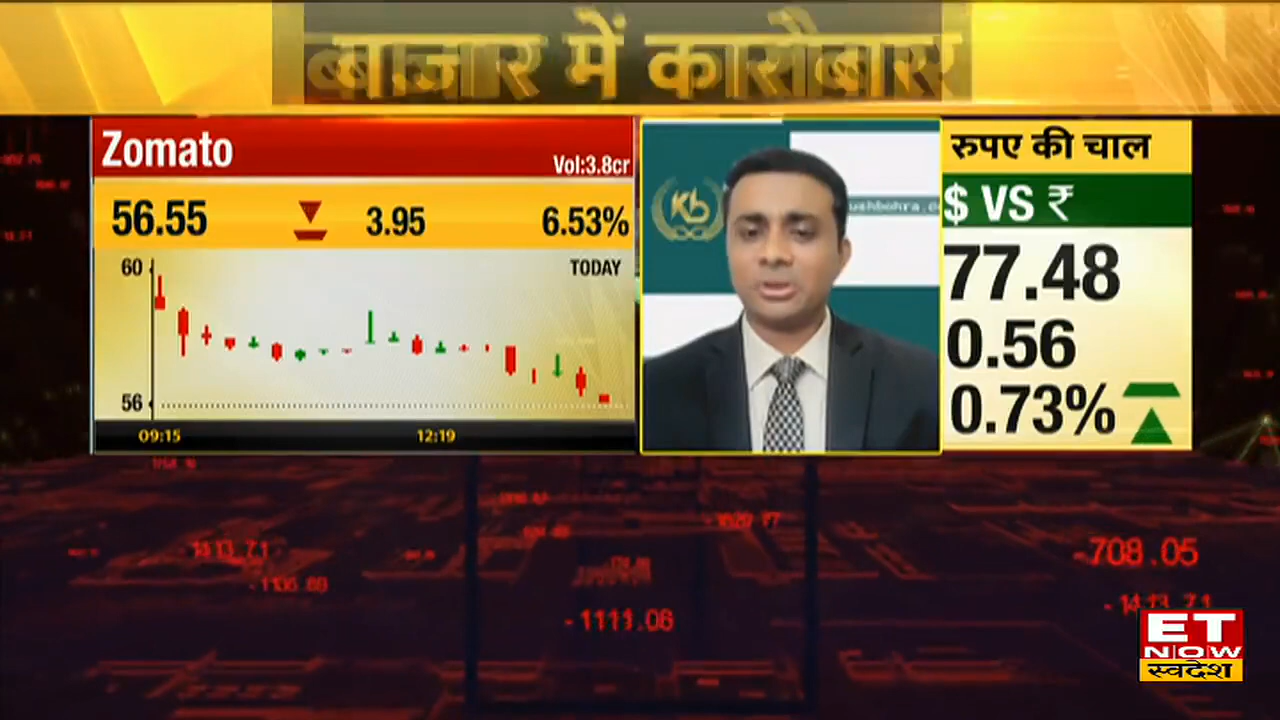 बाज़ार में कारोबार
Zomato
Vol:3.8cr
56.55 3.95 6.53%
60
TODAY
56
09:15 12:19
Kb
रुपए की चाल
$ VS ₹
77.48
0.56
0.73%
-1111.06
-708.05
ET
NOW
स्वदेश